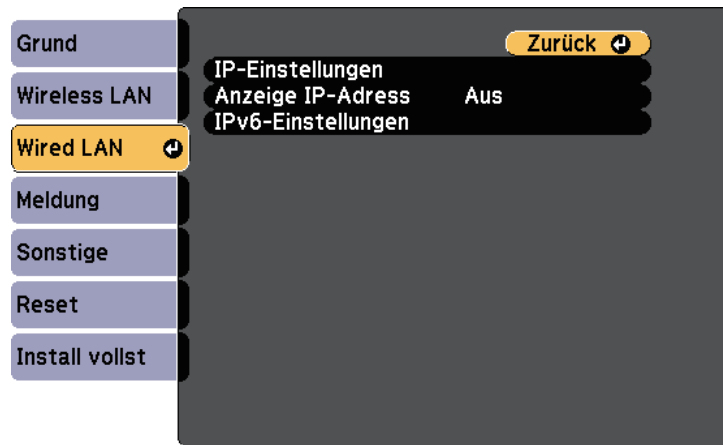 Grund
Wireless LAN
Wired LAN
Meldung
Sonstige
Reset
Install vollst
Zurück
IP-Einstellungen
Anzeige IP-Adress Aus
IPv6-Einstellungen